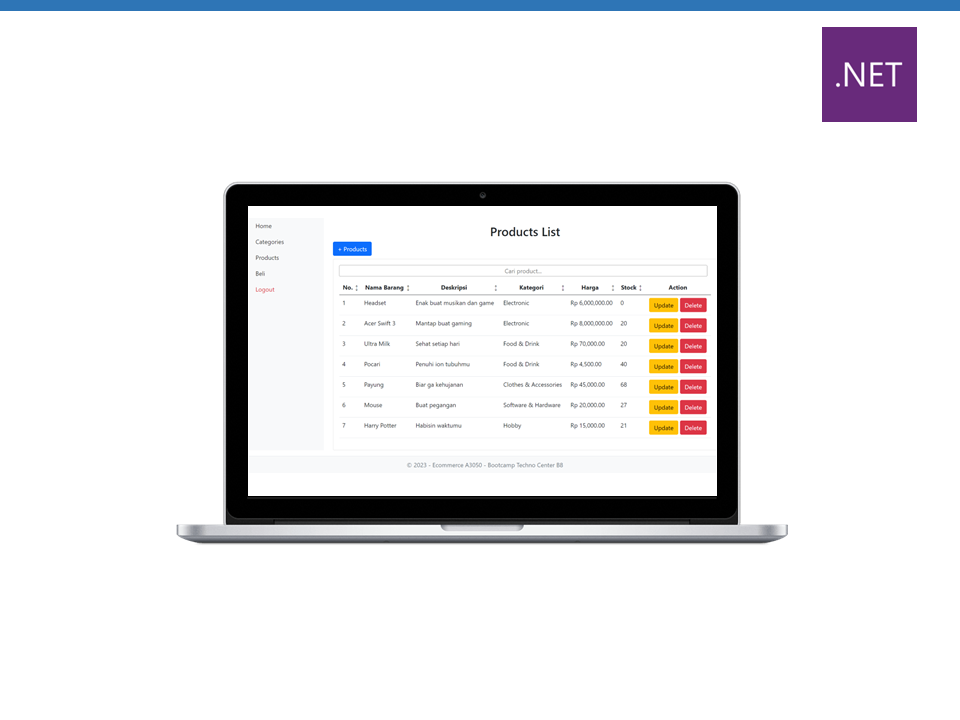 .NET
Home
Categories
Products
Beli
Logout
Products List
+ Products
Cari product...
No. Nama Barang Deskripsi Kategori Harga Stock Action
1 Headset Enak buat musikan dan game Electronic Rp 6,000,000.00 0 Update Delete
2 Acer Swift 3 Mantap buat gaming Electronic Rp 8,000,000.00 20 Update Delete
3 Ultra Milk Sehat setiap hari Food & Drink Rp 70,000.00 20 Update Delete
4 Pocari Penuhi ion tubuhmu Food & Drink Rp 4,500.00 40 Update Delete
5 Payung Biar ga kehujanan Clothes & Accessories Rp 45,000.00 68 Update Delete
6 Mouse Buat pegangan Software & Hardware Rp 20,000.00 27 Update Delete
7 Harry Potter Habisin waktumu Hobby Rp 15,000.00 21 Update Delete
© 2023 - Ecommerce A3050 - Bootcamp Techno Center BB